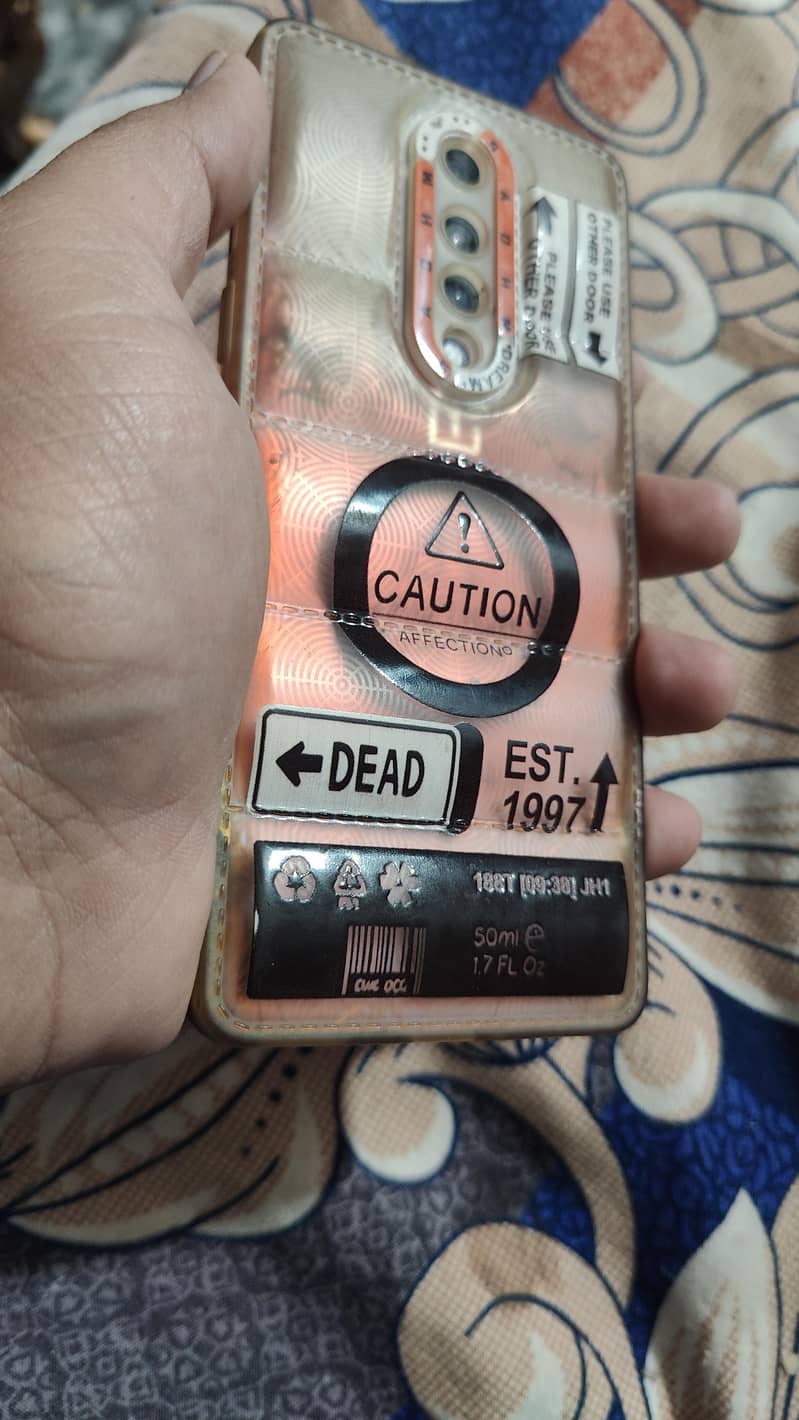 PLEASE USE
OTHER DOOR
PLEASE USE
OTHER DOOR
DREAM
CAUTION
AFFECTION
DEAD
EST.
1997
188T [09:38] JH1
50ml ℮
1.7 FL Oz